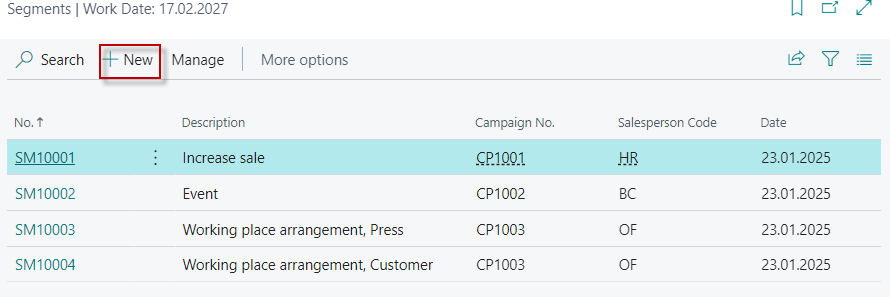 Segments | Work Date: 17.02.2027
Search + New Manage More options
No. ↑ Description Campaign No. Salesperson Code Date
SM10001 Increase sale CP1001 HR 23.01.2025
SM10002 Event CP1002 BC 23.01.2025
SM10003 Working place arrangement, Press CP1003 OF 23.01.2025
SM10004 Working place arrangement, Customer CP1003 OF 23.01.2025